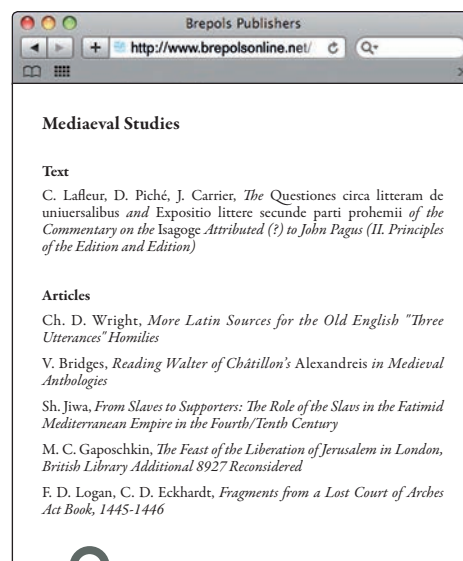 Brepols Publishers
http://www.brepolsonline.net/
Mediaeval Studies
Text
C. Lafleur, D. Piché, J. Carrier, The Questiones circa litteram de
uniuersalibus and Expositio littere secunde parti prohemii of the
Commentary on the Isagoge Attributed (?) to John Pagus (II. Principles
of the Edition and Edition)
Articles
Ch. D. Wright, More Latin Sources for the Old English "Three
Utterances" Homilies
V. Bridges, Reading Walter of Châtillon's Alexandreis in Medieval
Anthologies
Sh. Jiwa, From Slaves to Supporters: The Role of the Slavs in the Fatimid
Mediterranean Empire in the Fourth/Tenth Century
M. C. Gaposchkin, The Feast of the Liberation of Jerusalem in London,
British Library Additional 8927 Reconsidered
F. D. Logan, C. D. Eckhardt, Fragments from a Lost Court of Arches
Act Book, 1445-1446